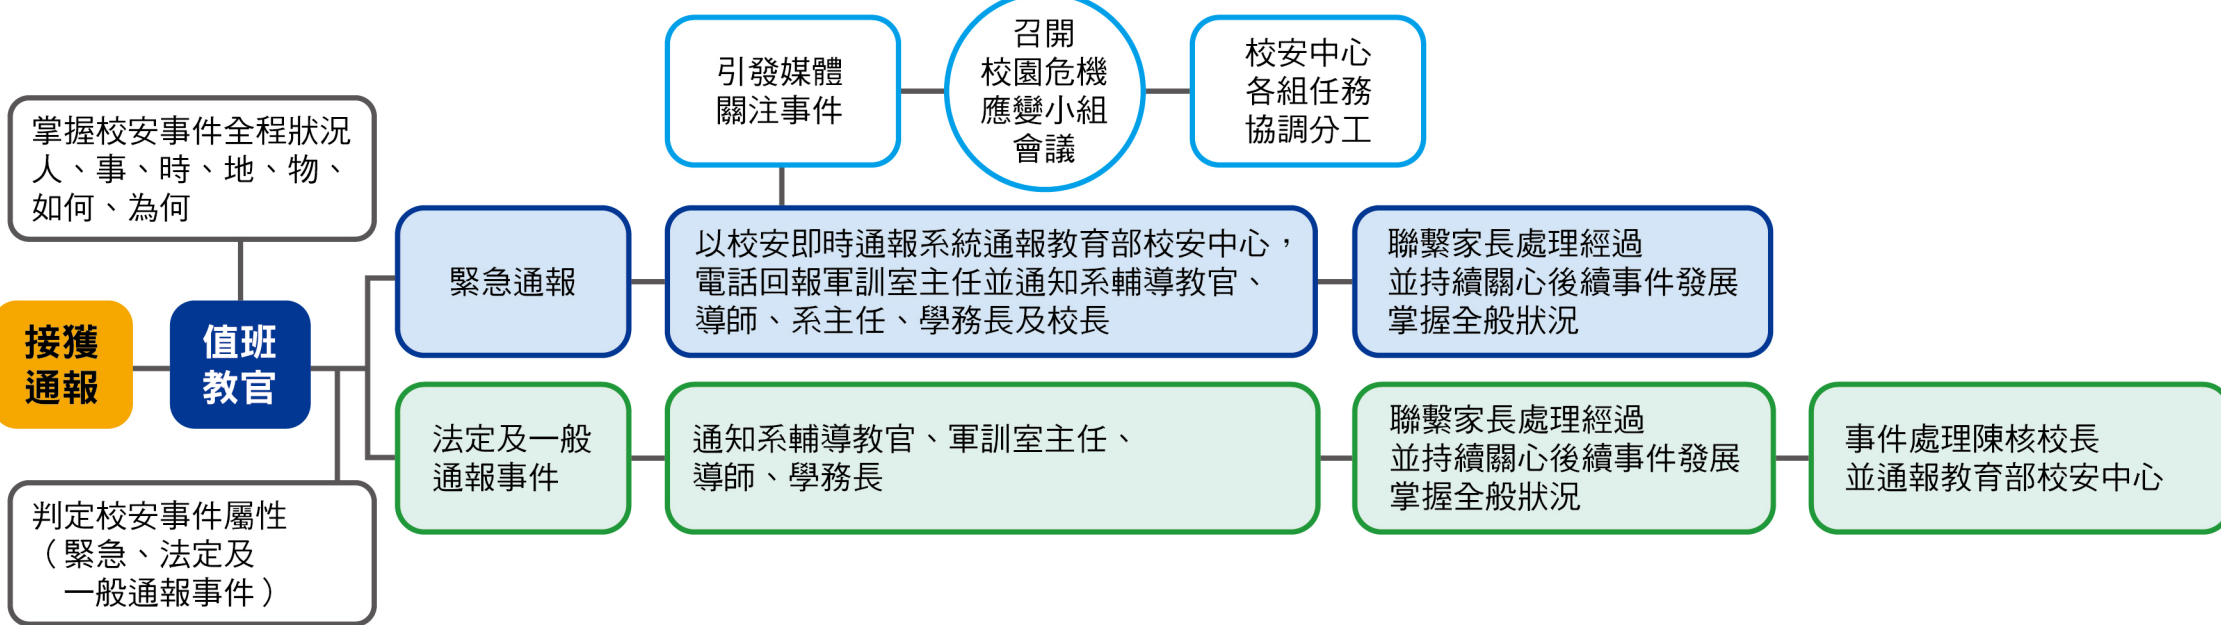 接獲
通報
值班
教官
掌握校安事件全程狀況
人、事、時、地、物、
如何、為何
判定校安事件屬性
（緊急、法定及
一般通報事件）
緊急通報
以校安即時通報系統通報教育部校安中心，
電話回報軍訓室主任並通知系輔導教官、
導師、系主任、學務長及校長
聯繫家長處理經過
並持續關心後續事件發展
掌握全般狀況
引發媒體
關注事件
召開
校園危機
應變小組
會議
校安中心
各組任務
協調分工
法定及一般
通報事件
通知系輔導教官、軍訓室主任、
導師、學務長
聯繫家長處理經過
並持續關心後續事件發展
掌握全般狀況
事件處理陳核校長
並通報教育部校安中心